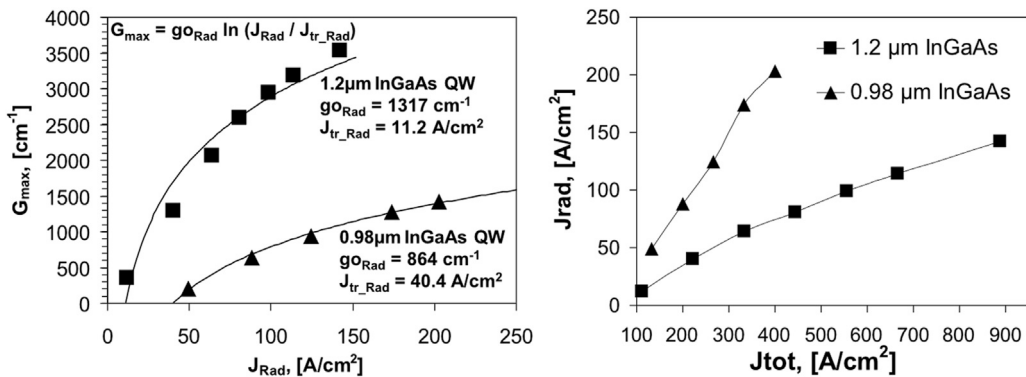 G_max = go_Rad ln (J_Rad / J_tr_Rad)
1.2µm InGaAs QW
go_Rad = 1317 cm⁻¹
J_tr_Rad = 11.2 A/cm²
0.98µm InGaAs QW
go_Rad = 864 cm⁻¹
J_tr_Rad = 40.4 A/cm²
G_max, [cm⁻¹]
4000
3500
3000
2500
2000
1500
1000
500
0
0 50 100 150 200 250
J_Rad, [A/cm²]
1.2 µm InGaAs
0.98 µm InGaAs
Jrad, [A/cm²]
250
200
150
100
50
0
100 200 300 400 500 600 700 800 900
Jtot, [A/cm²]